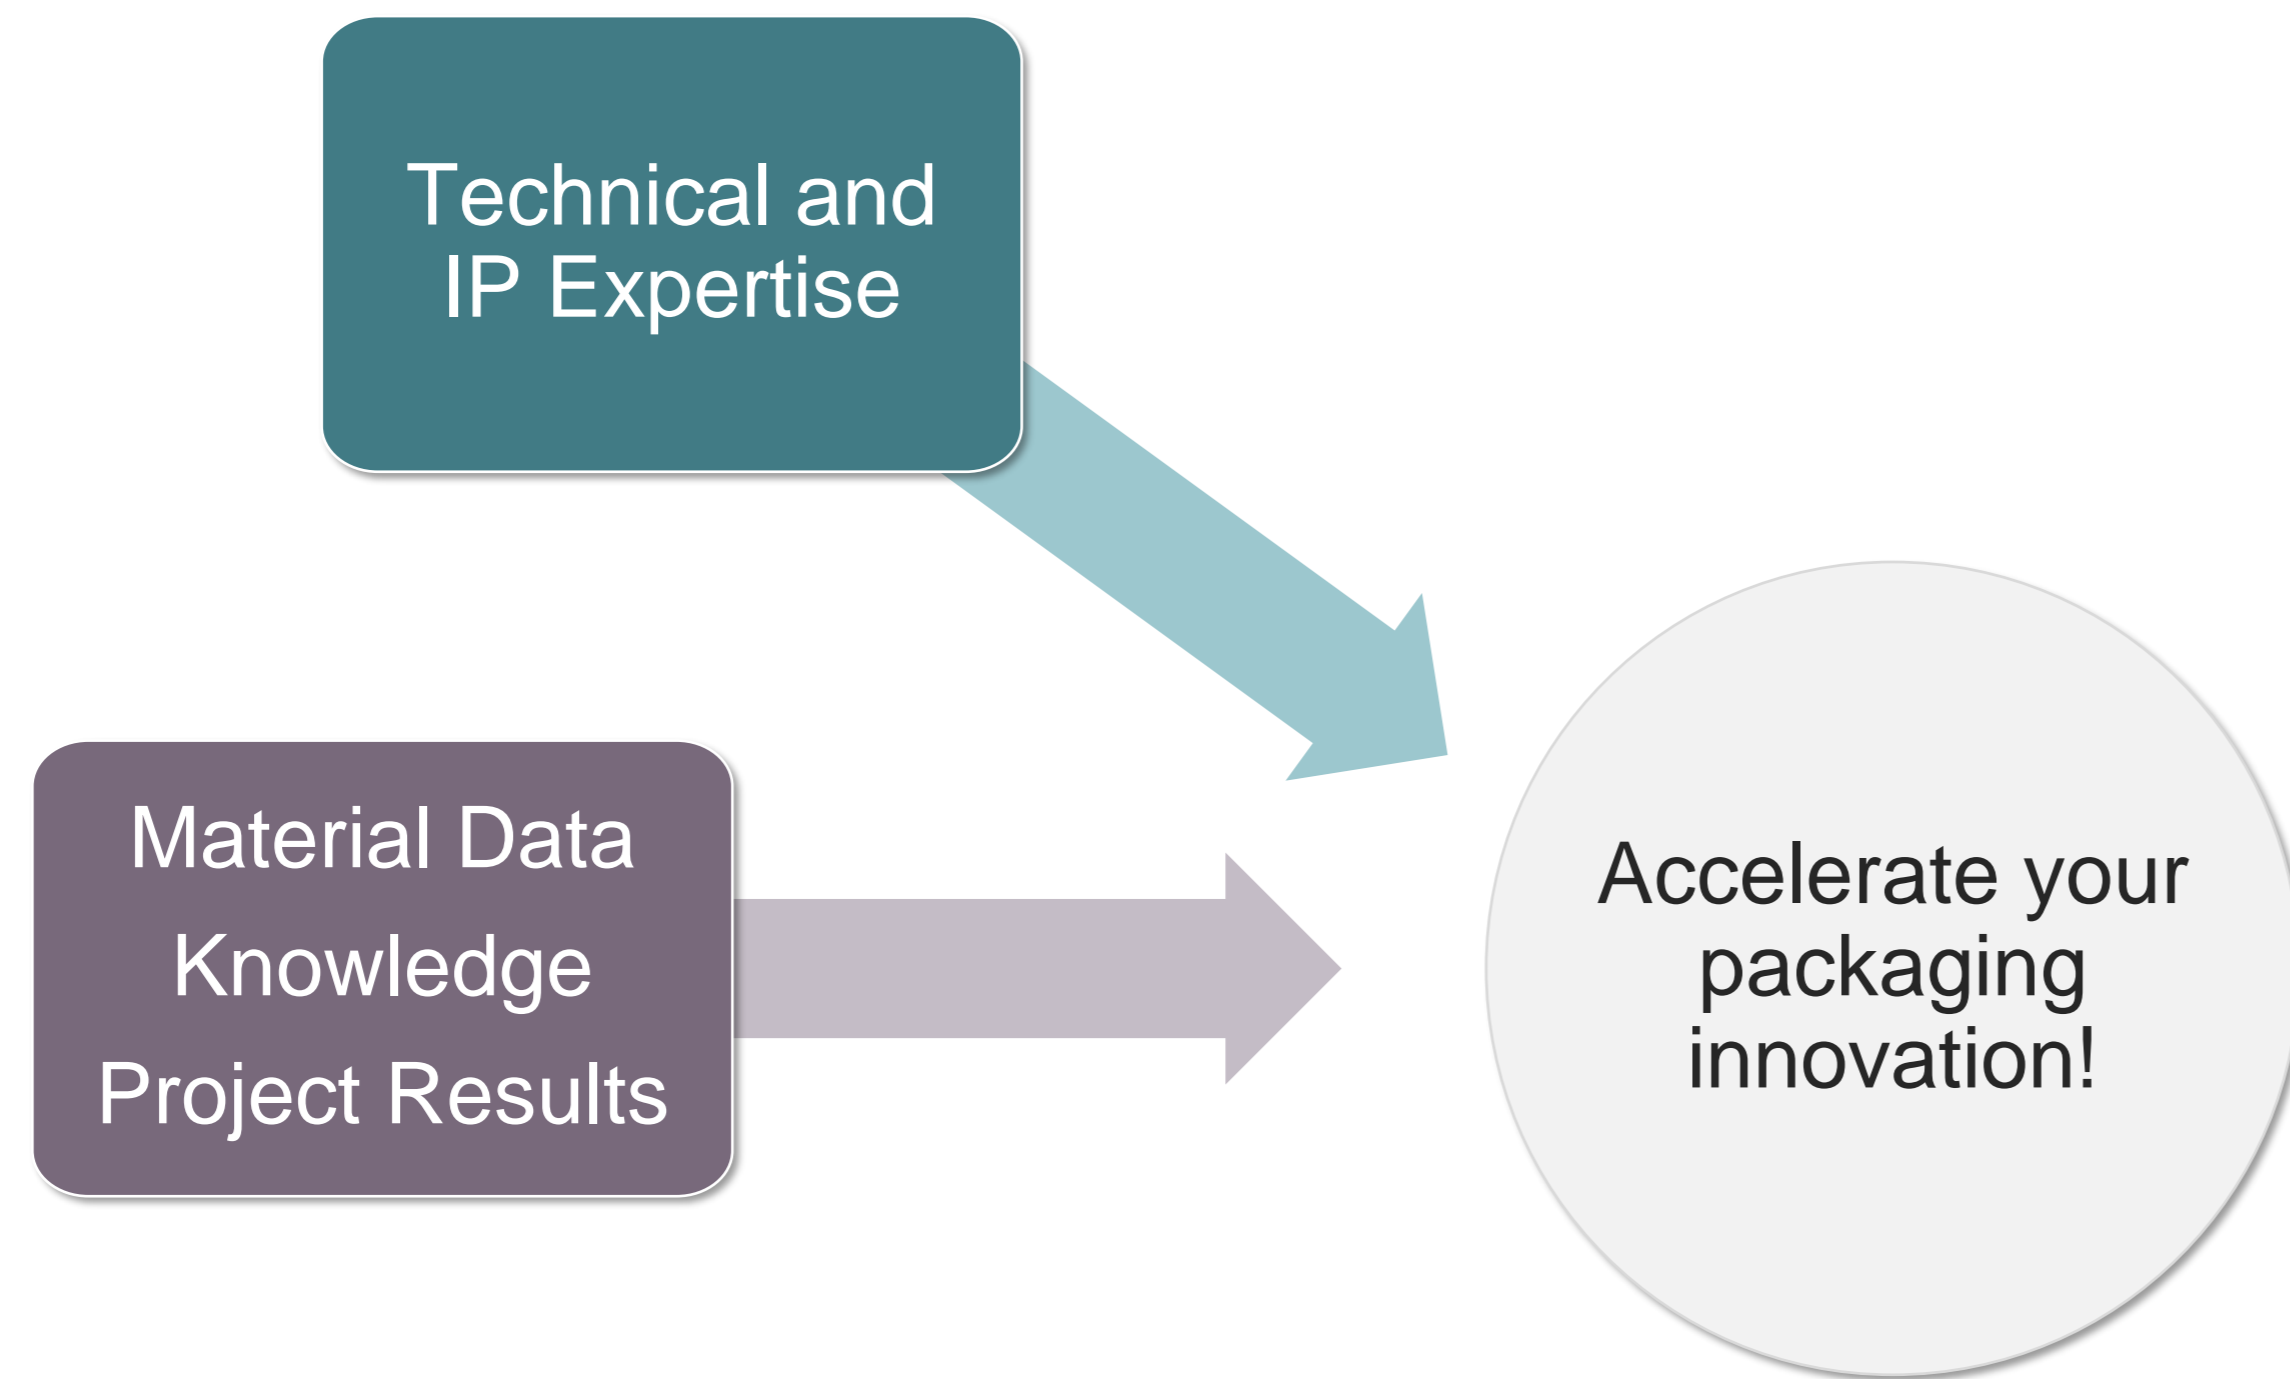 Technical and
IP Expertise
Material Data
Knowledge
Project Results
Accelerate your
packaging
innovation!